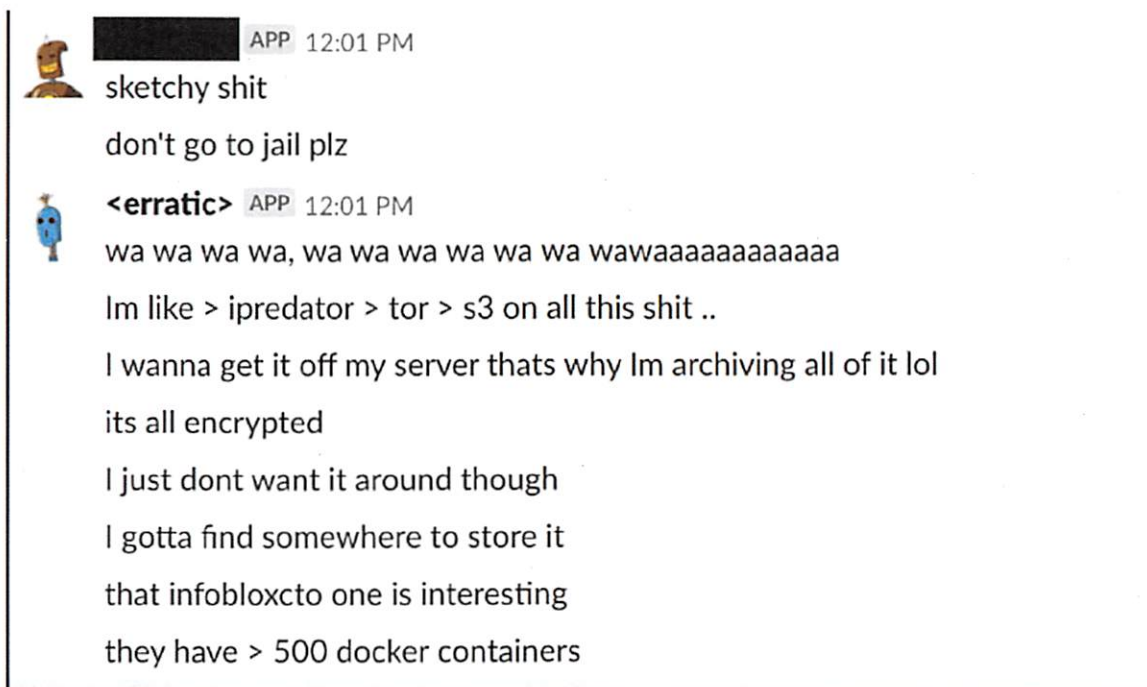 APP 12:01 PM
sketchy shit
don't go to jail plz
<erratic> APP 12:01 PM
wa wa wa wa, wa wa wa wa wa wa wawaaaaaaaaaaaa
Im like > ipredator > tor > s3 on all this shit ..
I wanna get it off my server thats why Im archiving all of it lol
its all encrypted
I just dont want it around though
I gotta find somewhere to store it
that infobloxcto one is interesting
they have > 500 docker containers